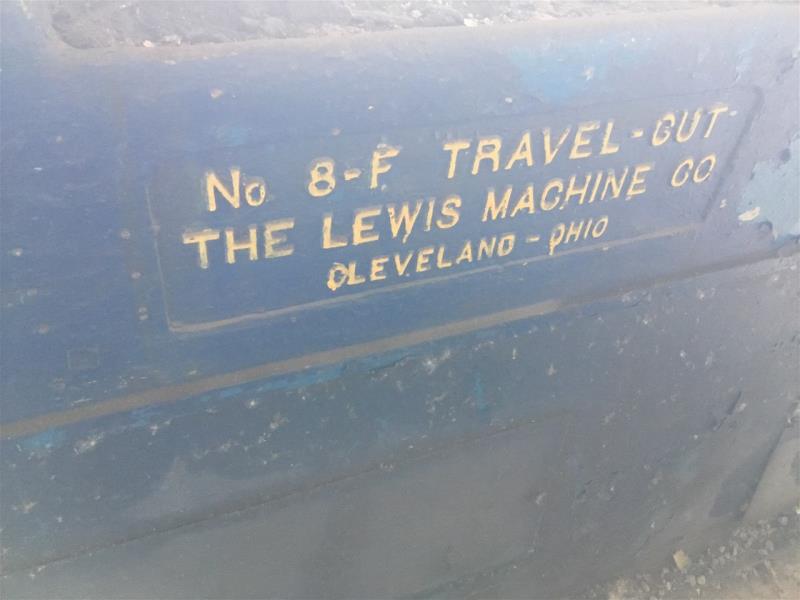 No 8-F TRAVEL-CUT
THE LEWIS MACHINE CO
CLEVELAND-OHIO